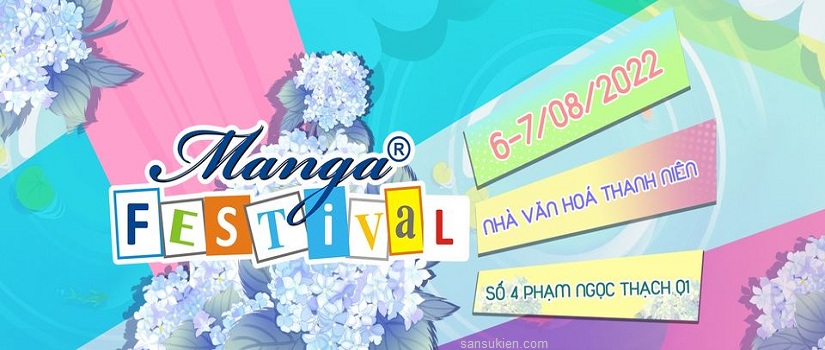 Manga®
FESTiVaL
6-7/08/2022
NHÀ VĂN HOÁ THANH NIÊN
SỐ 4 PHẠM NGỌC THẠCH Q1
sansukien.com